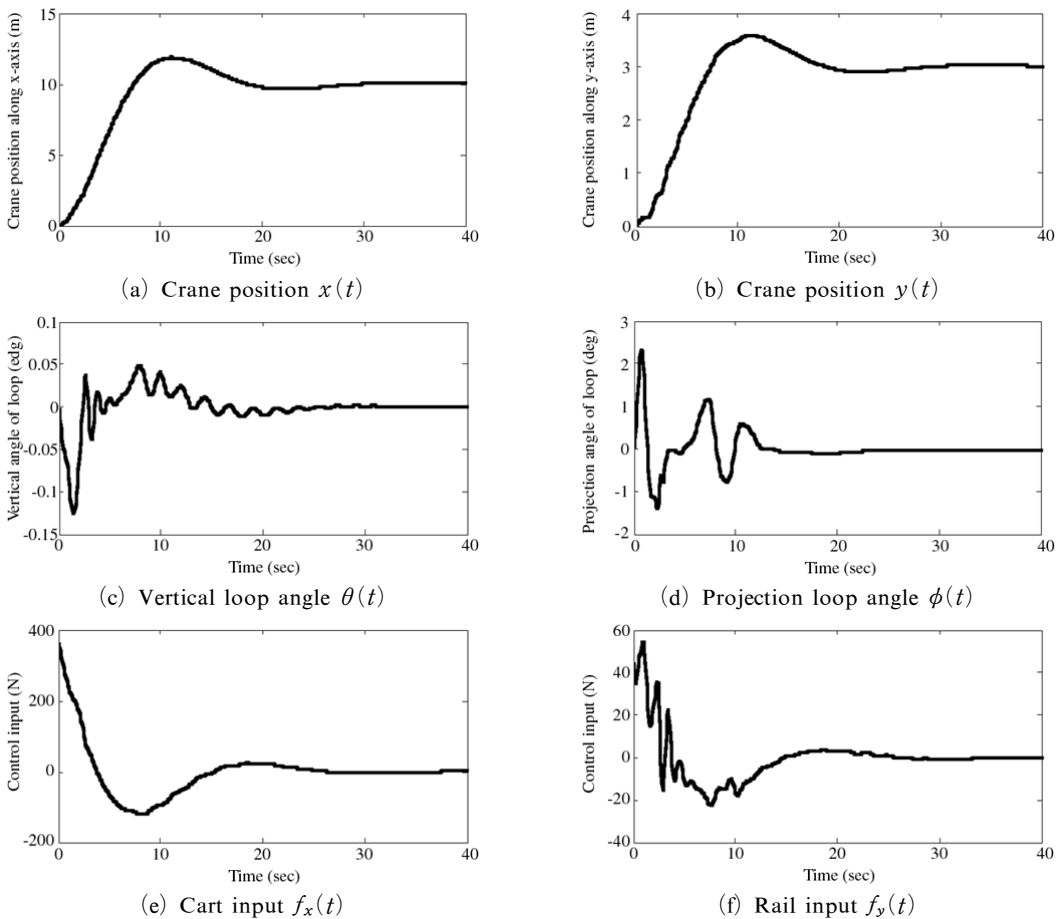 Crane position along x-axis (m)
15
10
5
0
0 10 20 30 40
Time (sec)
(a) Crane position x(t)
Crane position along y-axis (m)
4
3
2
1
0
0 10 20 30 40
Time (sec)
(b) Crane position y(t)
Vertical angle of loop (edg)
0.1
0.05
0
-0.05
-0.1
-0.15
0 10 20 30 40
Time (sec)
(c) Vertical loop angle θ(t)
Projection angle of loop (deg)
3
2
1
0
-1
-2
0 10 20 30 40
Time (sec)
(d) Projection loop angle ϕ(t)
Control input (N)
400
200
0
-200
0 10 20 30 40
Time (sec)
(e) Cart input fₓ(t)
Control input (N)
60
40
20
0
-20
-40
0 10 20 30 40
Time (sec)
(f) Rail input f_y(t)